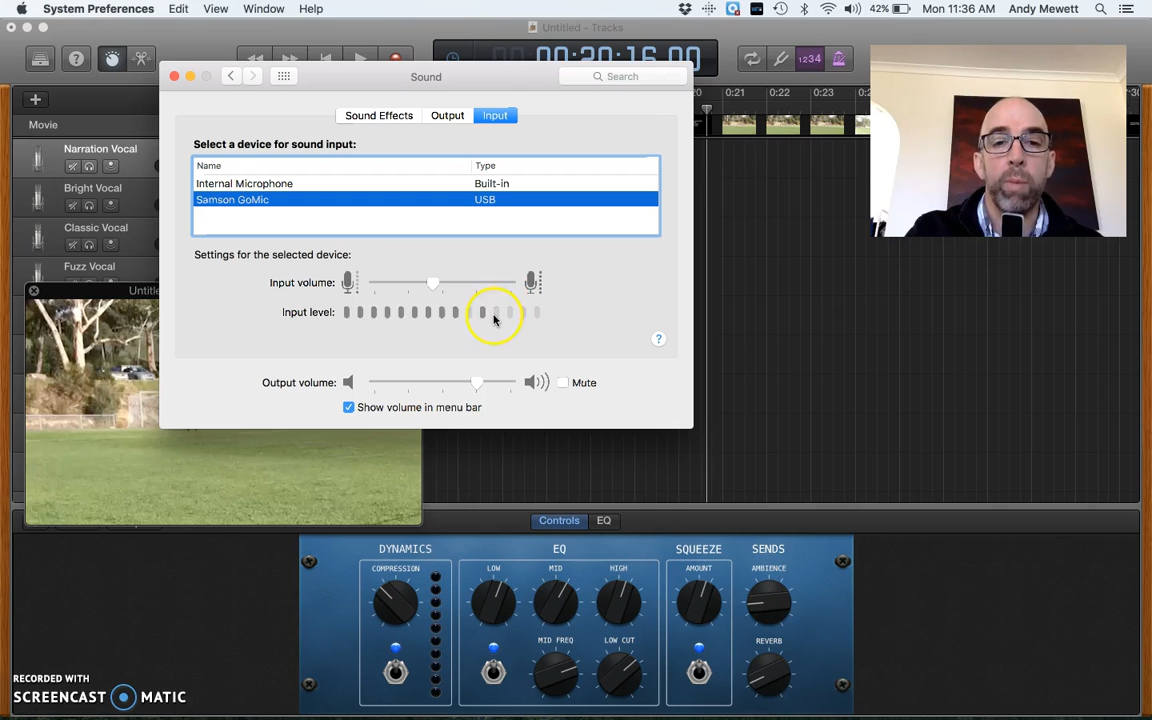 System Preferences Edit View Window Help 42% Mon 11:36 AM Andy Mewett
Untitled - Tracks
00:20:16.00
1234
Sound
Search
0:21 0:22 0:23
Movie
Sound Effects Output Input
Narration Vocal
Select a device for sound input:
Name Type
Internal Microphone Built-in
Bright Vocal
Samson GoMic USB
Classic Vocal
Settings for the selected device:
Fuzz Vocal
Input volume:
Input level:
?
Output volume: Mute
Show volume in menu bar
Controls EQ
DYNAMICS EQ SQUEEZE SENDS
COMPRESSION LOW MID HIGH AMOUNT AMBIENCE
MID FREQ LOW CUT REVERB
RECORDED WITH
SCREENCAST MATIC